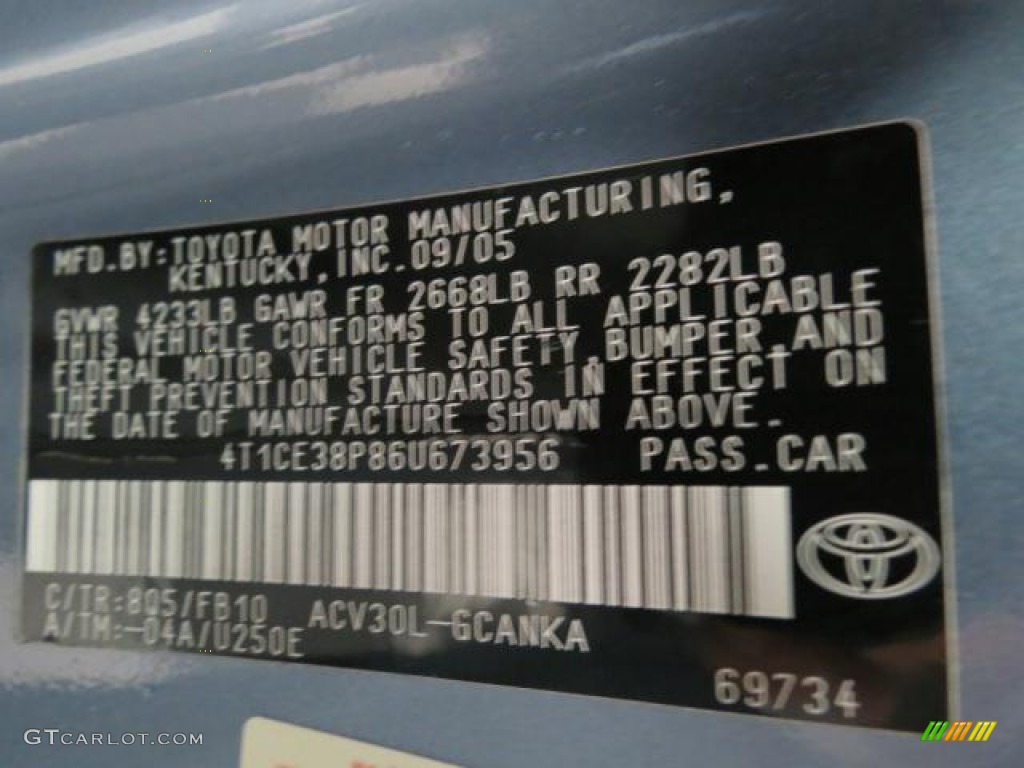 MFD.BY:TOYOTA MOTOR MANUFACTURING,
KENTUCKY,INC.09/05
GVWR 4233LB GAWR FR 2668LB RR 2282LB
THIS VEHICLE CONFORMS TO ALL APPLICABLE
FEDERAL MOTOR VEHICLE SAFETY,BUMPER,AND
THEFT PREVENTION STANDARDS IN EFFECT ON
THE DATE OF MANUFACTURE SHOWN ABOVE.
4T1CE38P86U673956 PASS.CAR
C/TR:8Q5/FB10 ACV30L-GCANKA
A/TM:-04A/U250E
69734
GTCARLOT.COM